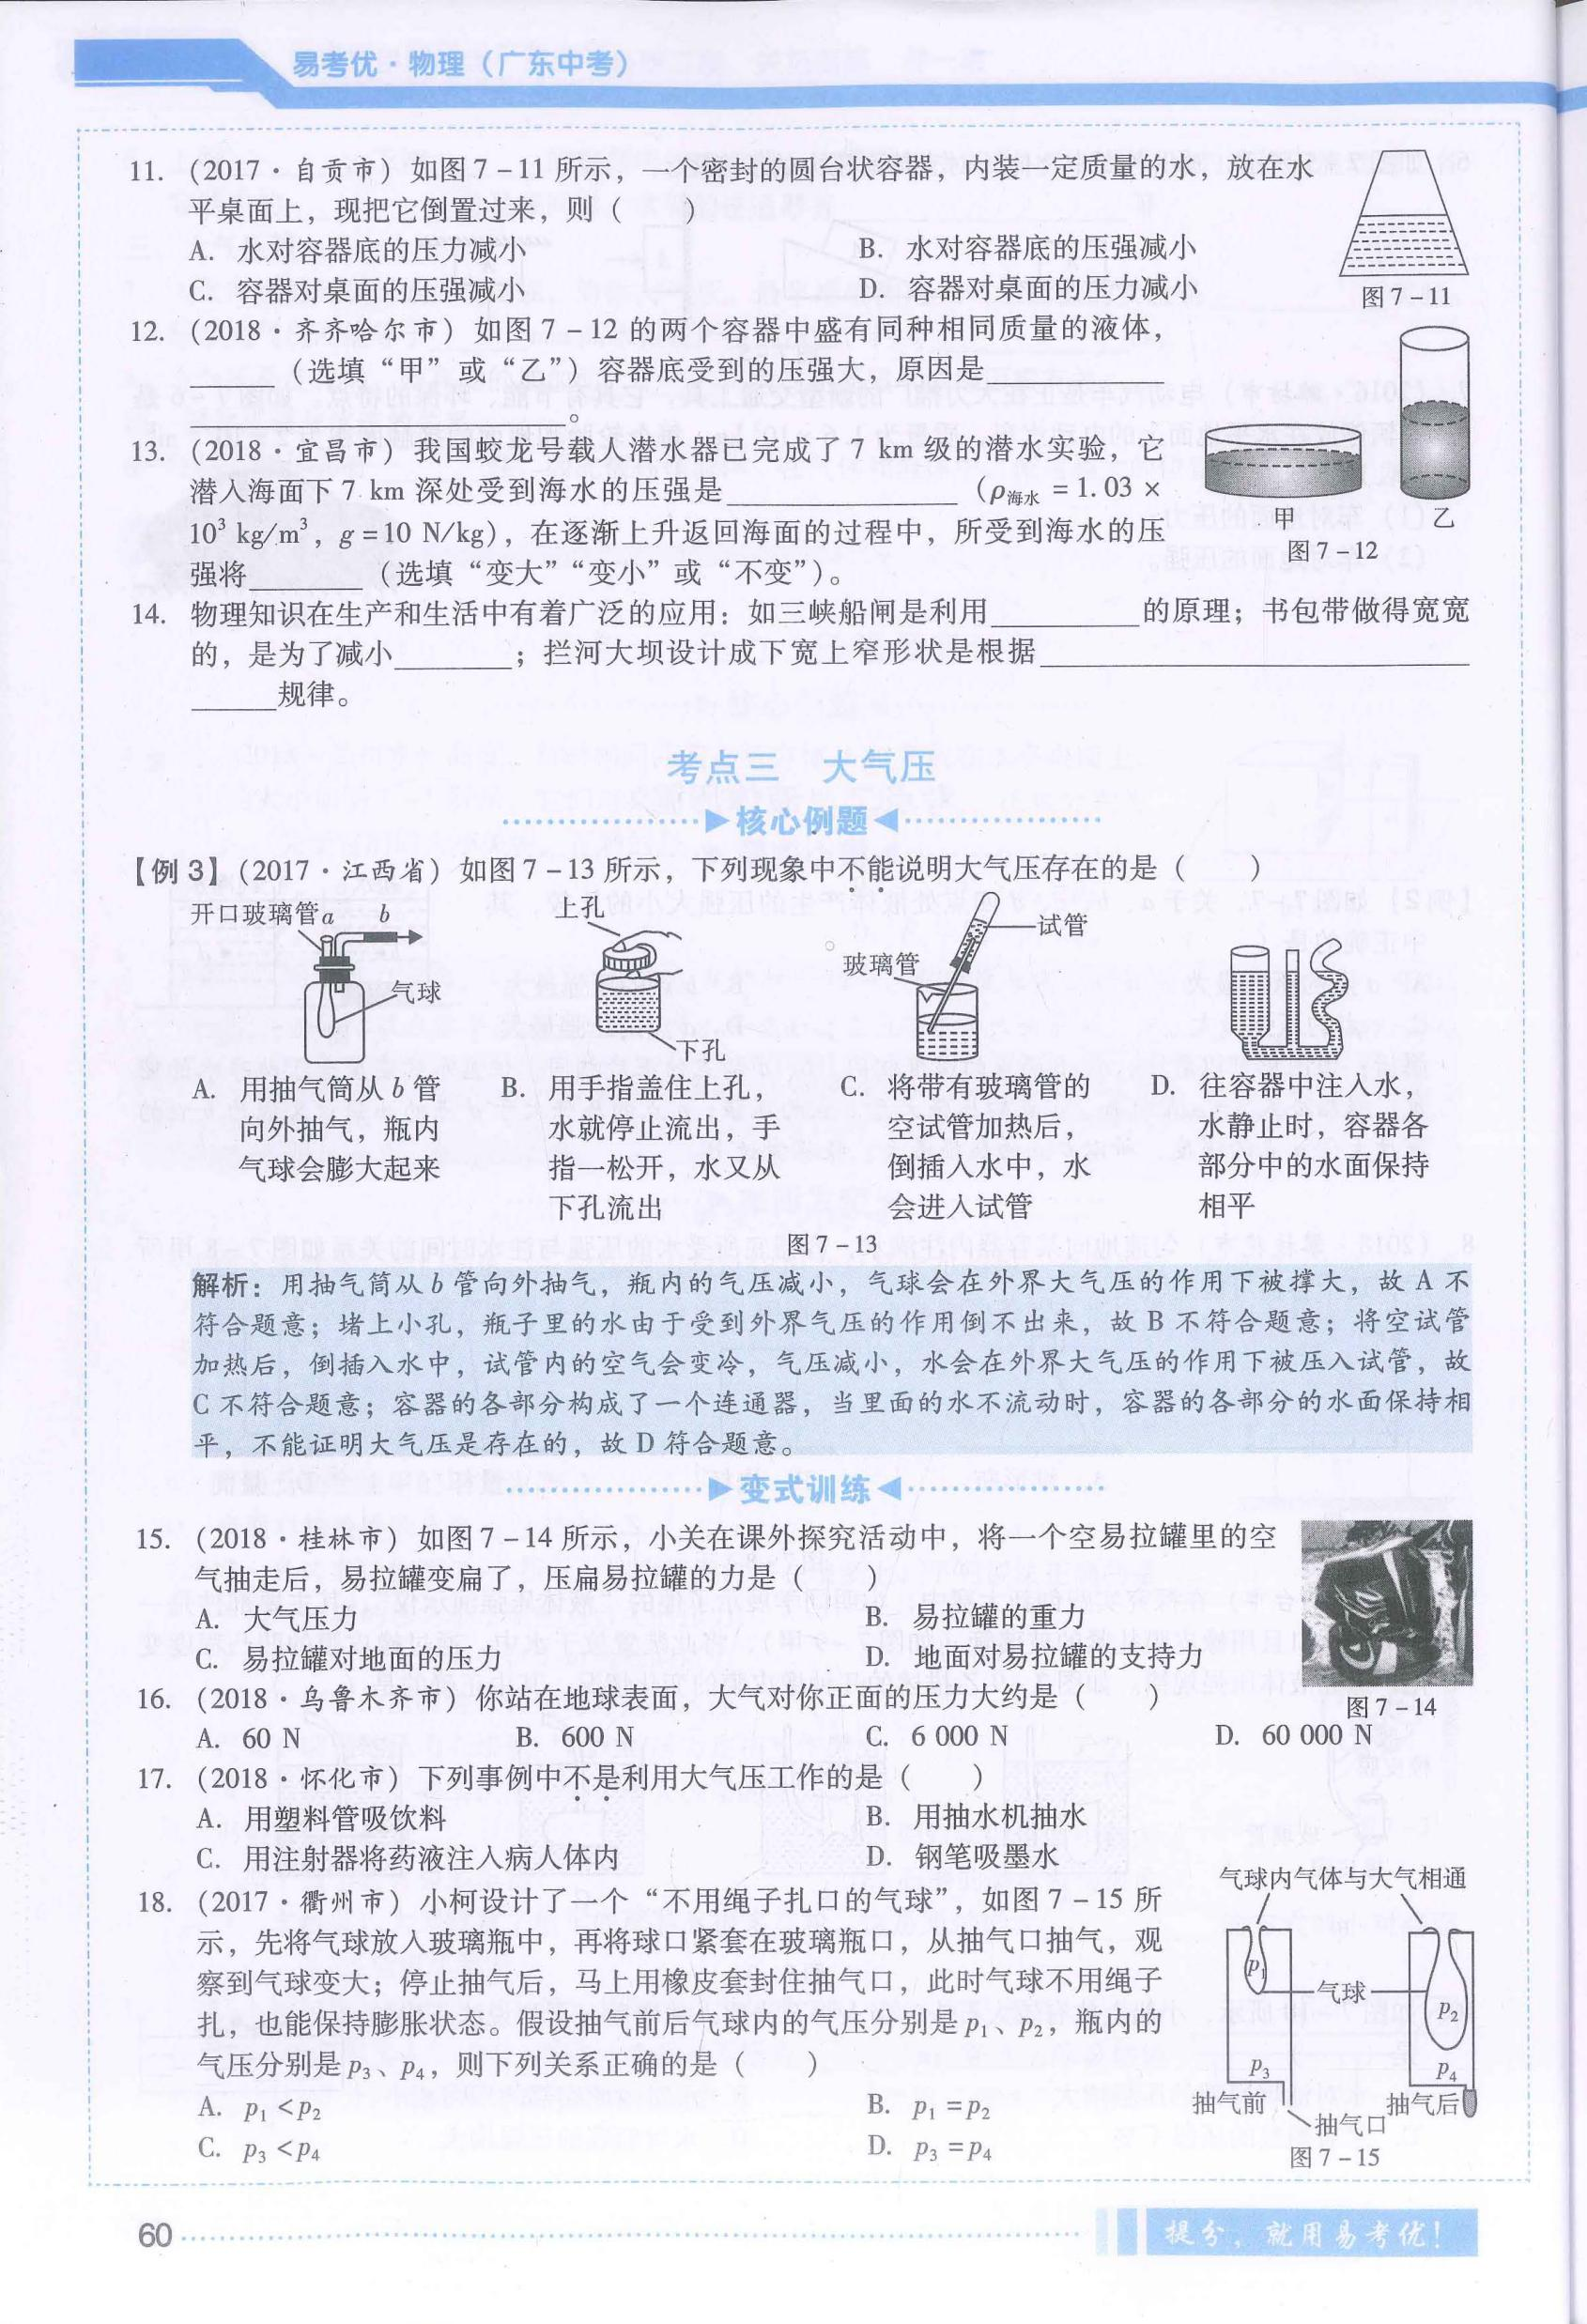 易考优·物理（广东中考）
11. （2017·自贡市）如图7-11所示，一个密封的圆台状容器，内装一定质量的水，放在水
平桌面上，现把它倒置过来，则（　　）
A. 水对容器底的压力减小　B. 水对容器底的压强减小
C. 容器对桌面的压强减小　D. 容器对桌面的压力减小
图7-11
12. （2018·齐齐哈尔市）如图7-12的两个容器中盛有同种相同质量的液体，
______（选填“甲”或“乙”）容器底受到的压强大，原因是
______。
13. （2018·宜昌市）我国蛟龙号载人潜水器已完成了7 km级的潜水实验，它
潜入海面下7 km深处受到海水的压强是______（ρ海水=1.03×
10³ kg/m³，g=10 N/kg），在逐渐上升返回海面的过程中，所受到海水的压
强将______（选填“变大”“变小”或“不变”）。
甲　乙
图7-12
14. 物理知识在生产和生活中有着广泛的应用：如三峡船闸是利用______的原理；书包带做得宽宽
的，是为了减小______；拦河大坝设计成下宽上窄形状是根据______
______规律。
考点三　大气压
核心例题
【例3】（2017·江西省）如图7-13所示，下列现象中不能说明大气压存在的是（　　）
开口玻璃管a　b　气球
上孔　下孔
试管　玻璃管
A. 用抽气筒从b管
向外抽气，瓶内
气球会膨大起来
B. 用手指盖住上孔，
水就停止流出，手
指一松开，水又从
下孔流出
C. 将带有玻璃管的
空试管加热后，
倒插入水中，水
会进入试管
D. 往容器中注入水，
水静止时，容器各
部分中的水面保持
相平
图7-13
解析：用抽气筒从b管向外抽气，瓶内的气压减小，气球会在外界大气压的作用下被撑大，故A不
符合题意；堵上小孔，瓶子里的水由于受到外界气压的作用倒不出来，故B不符合题意；将空试管
加热后，倒插入水中，试管内的空气会变冷，气压减小，水会在外界大气压的作用下被压入试管，故
C不符合题意；容器的各部分构成了一个连通器，当里面的水不流动时，容器的各部分的水面保持相
平，不能证明大气压是存在的，故D符合题意。
变式训练
15. （2018·桂林市）如图7-14所示，小关在课外探究活动中，将一个空易拉罐里的空
气抽走后，易拉罐变扁了，压扁易拉罐的力是（　　）
A. 大气压力　B. 易拉罐的重力
C. 易拉罐对地面的压力　D. 地面对易拉罐的支持力
图7-14
16. （2018·乌鲁木齐市）你站在地球表面，大气对你正面的压力大约是（　　）
A. 60 N　B. 600 N　C. 6 000 N　D. 60 000 N
17. （2018·怀化市）下列事例中不是利用大气压工作的是（　　）
A. 用塑料管吸饮料　B. 用抽水机抽水
C. 用注射器将药液注入病人体内　D. 钢笔吸墨水
18. （2017·衢州市）小柯设计了一个“不用绳子扎口的气球”，如图7-15所
示，先将气球放入玻璃瓶中，再将球口紧套在玻璃瓶口，从抽气口抽气，观
察到气球变大；停止抽气后，马上用橡皮套封住抽气口，此时气球不用绳子
扎，也能保持膨胀状态。假设抽气前后气球内的气压分别是p₁、p₂，瓶内的
气压分别是p₃、p₄，则下列关系正确的是（　　）
A. p₁<p₂　B. p₁=p₂
C. p₃<p₄　D. p₃=p₄
气球内气体与大气相通
p₁　气球　p₂
p₃　p₄
抽气前　抽气口　抽气后
图7-15
60
提分，就用易考优！